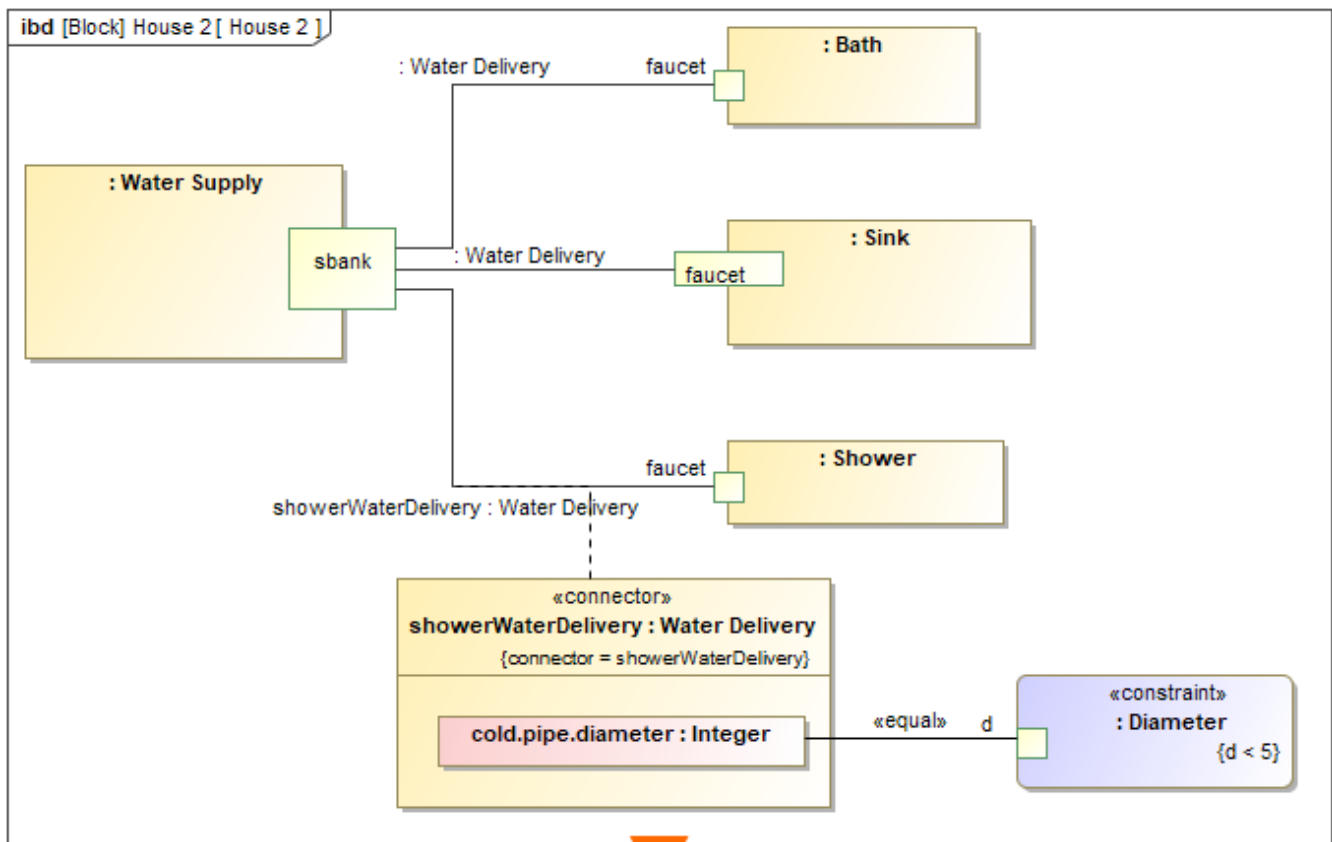 ibd [Block] House 2[ House 2 ]
: Bath
: Water Delivery
faucet
: Water Supply
sbank
: Water Delivery
: Sink
faucet
: Shower
faucet
showerWaterDelivery : Water Delivery
«connector»
showerWaterDelivery : Water Delivery
{connector = showerWaterDelivery}
cold.pipe.diameter : Integer
«equal»
d
«constraint»
: Diameter
{d < 5}